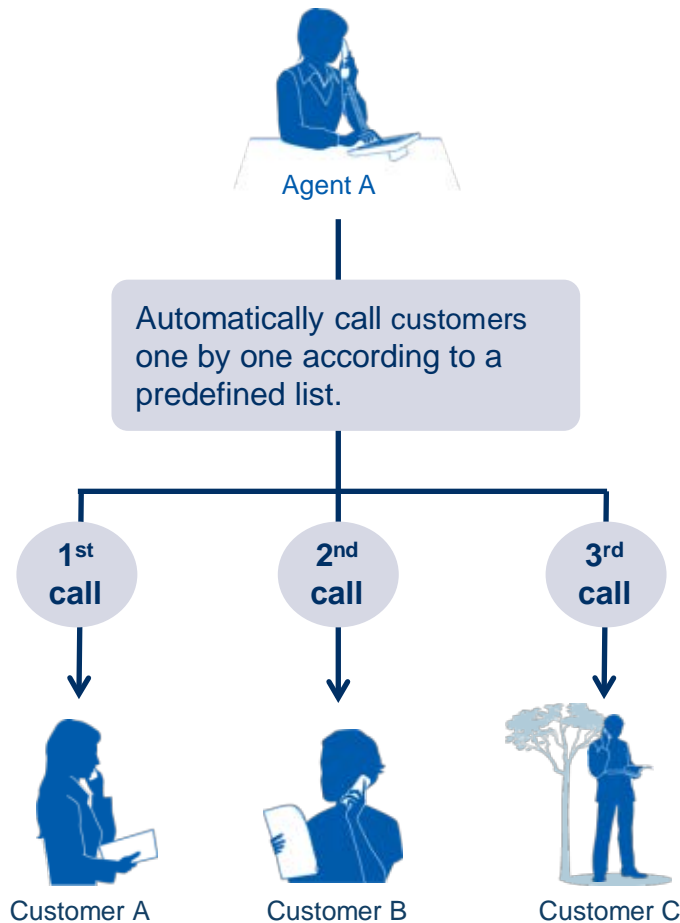 Agent A
Automatically call customers
one by one according to a
predefined list.
1st
call
2nd
call
3rd
call
Customer A
Customer B
Customer C